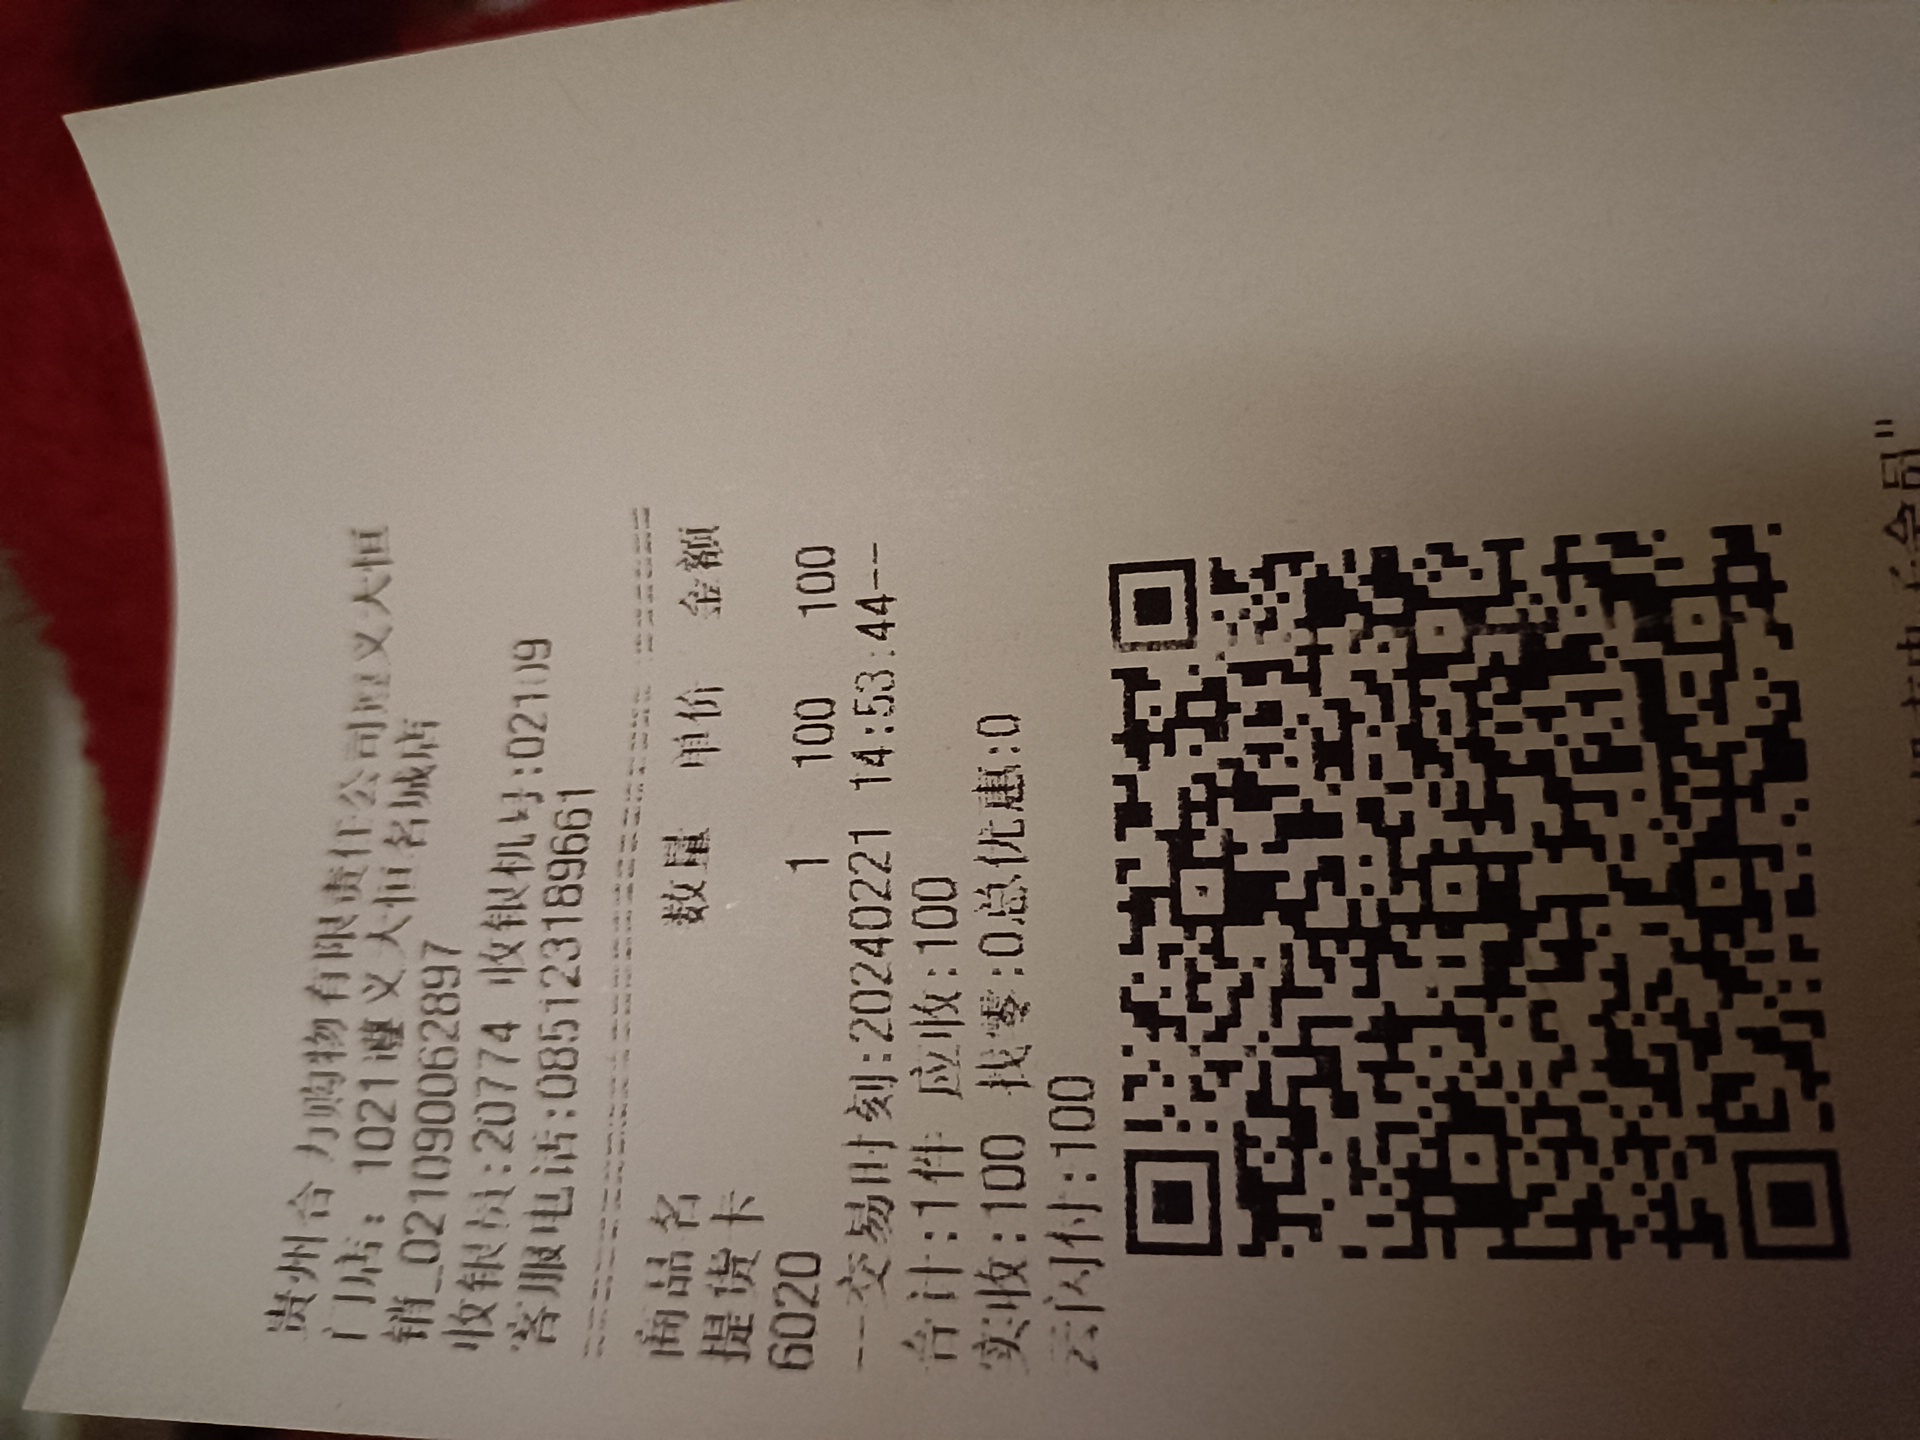 贵州合力购物有限责任公司遵义天恒
门店: 1021遵义天恒名城店
销_021090062897
收银员:20774 收银机号:02109
客服电话:085123189661
商品名 数量 单价 金额
提货卡
6020 1 100 100
---交易时刻:20240221 14:53:44--
合计:1件 应收:100
实收:100 找零:0总优惠:0
云闪付:100